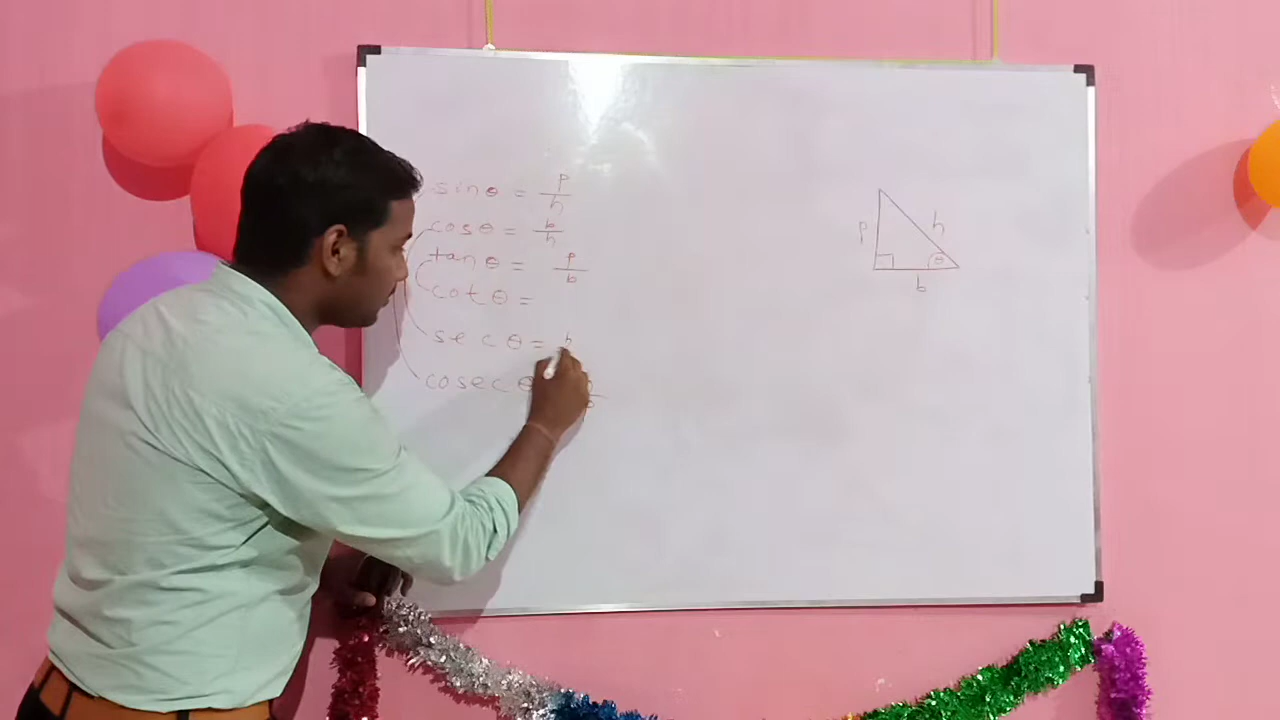 sinθ = p/h
cosθ = b/h
tanθ = p/b
cotθ =
secθ = h
cosecθ
p
h
θ
b